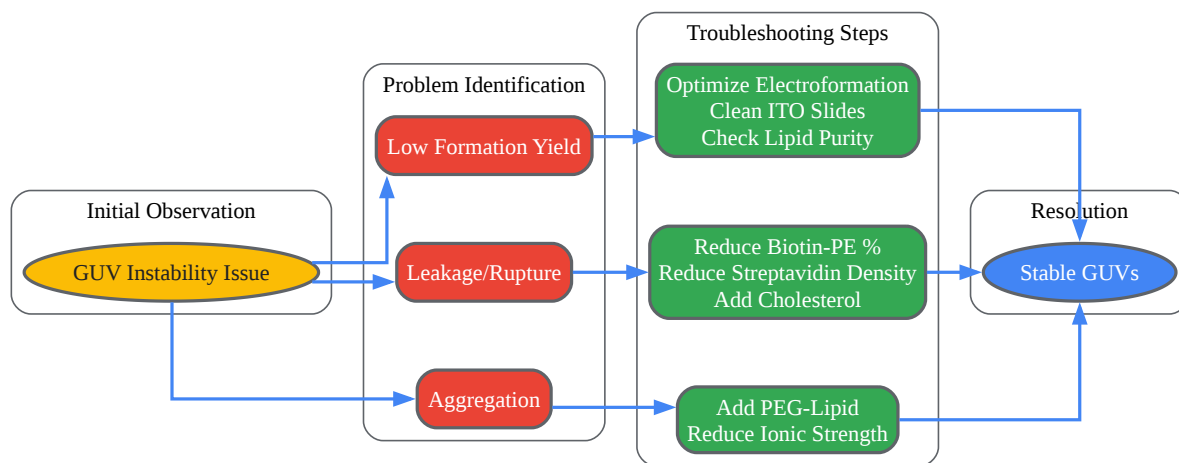 Initial Observation
GUV Instability Issue
Problem Identification
Low Formation Yield
Leakage/Rupture
Aggregation
Troubleshooting Steps
Optimize Electroformation
Clean ITO Slides
Check Lipid Purity
Reduce Biotin-PE %
Reduce Streptavidin Density
Add Cholesterol
Add PEG-Lipid
Reduce Ionic Strength
Resolution
Stable GUVs